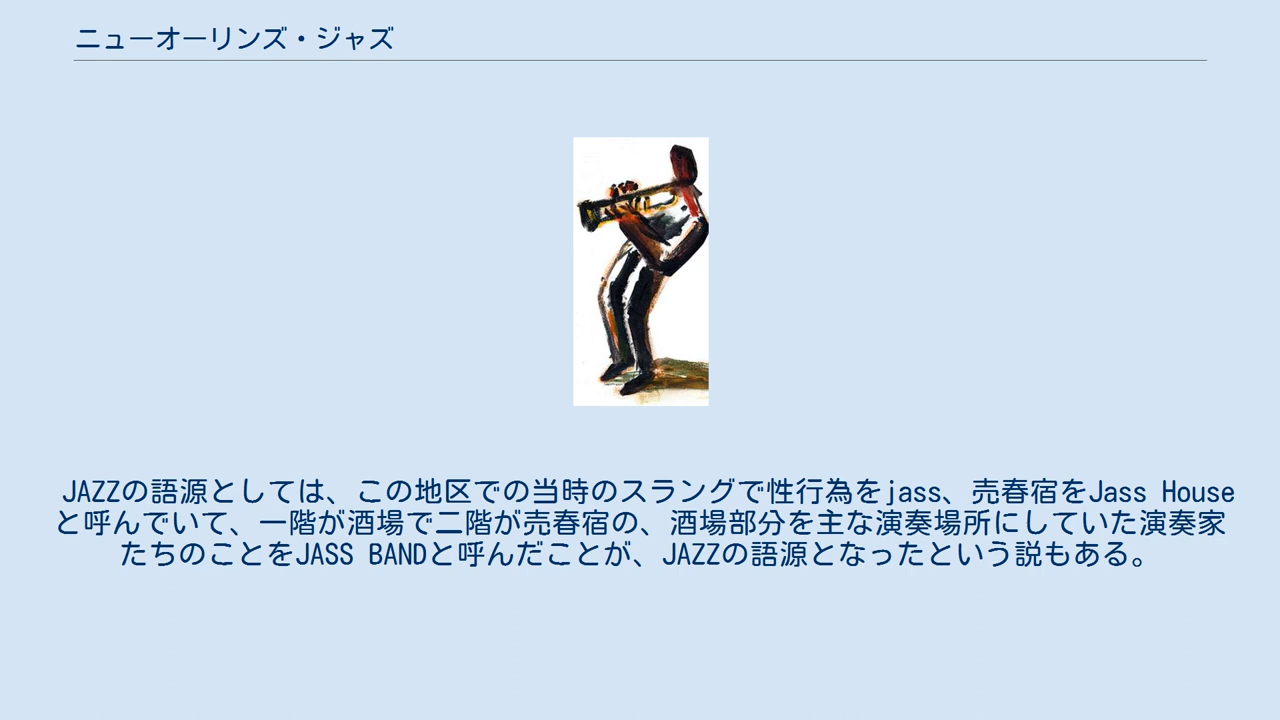 ニューオーリンズ・ジャズ
JAZZの語源としては、この地区での当時のスラングで性行為をjass、売春宿をJass House
と呼んでいて、一階が酒場で二階が売春宿の、酒場部分を主な演奏場所にしていた演奏家
たちのことをJASS BANDと呼んだことが、JAZZの語源となったという説もある。